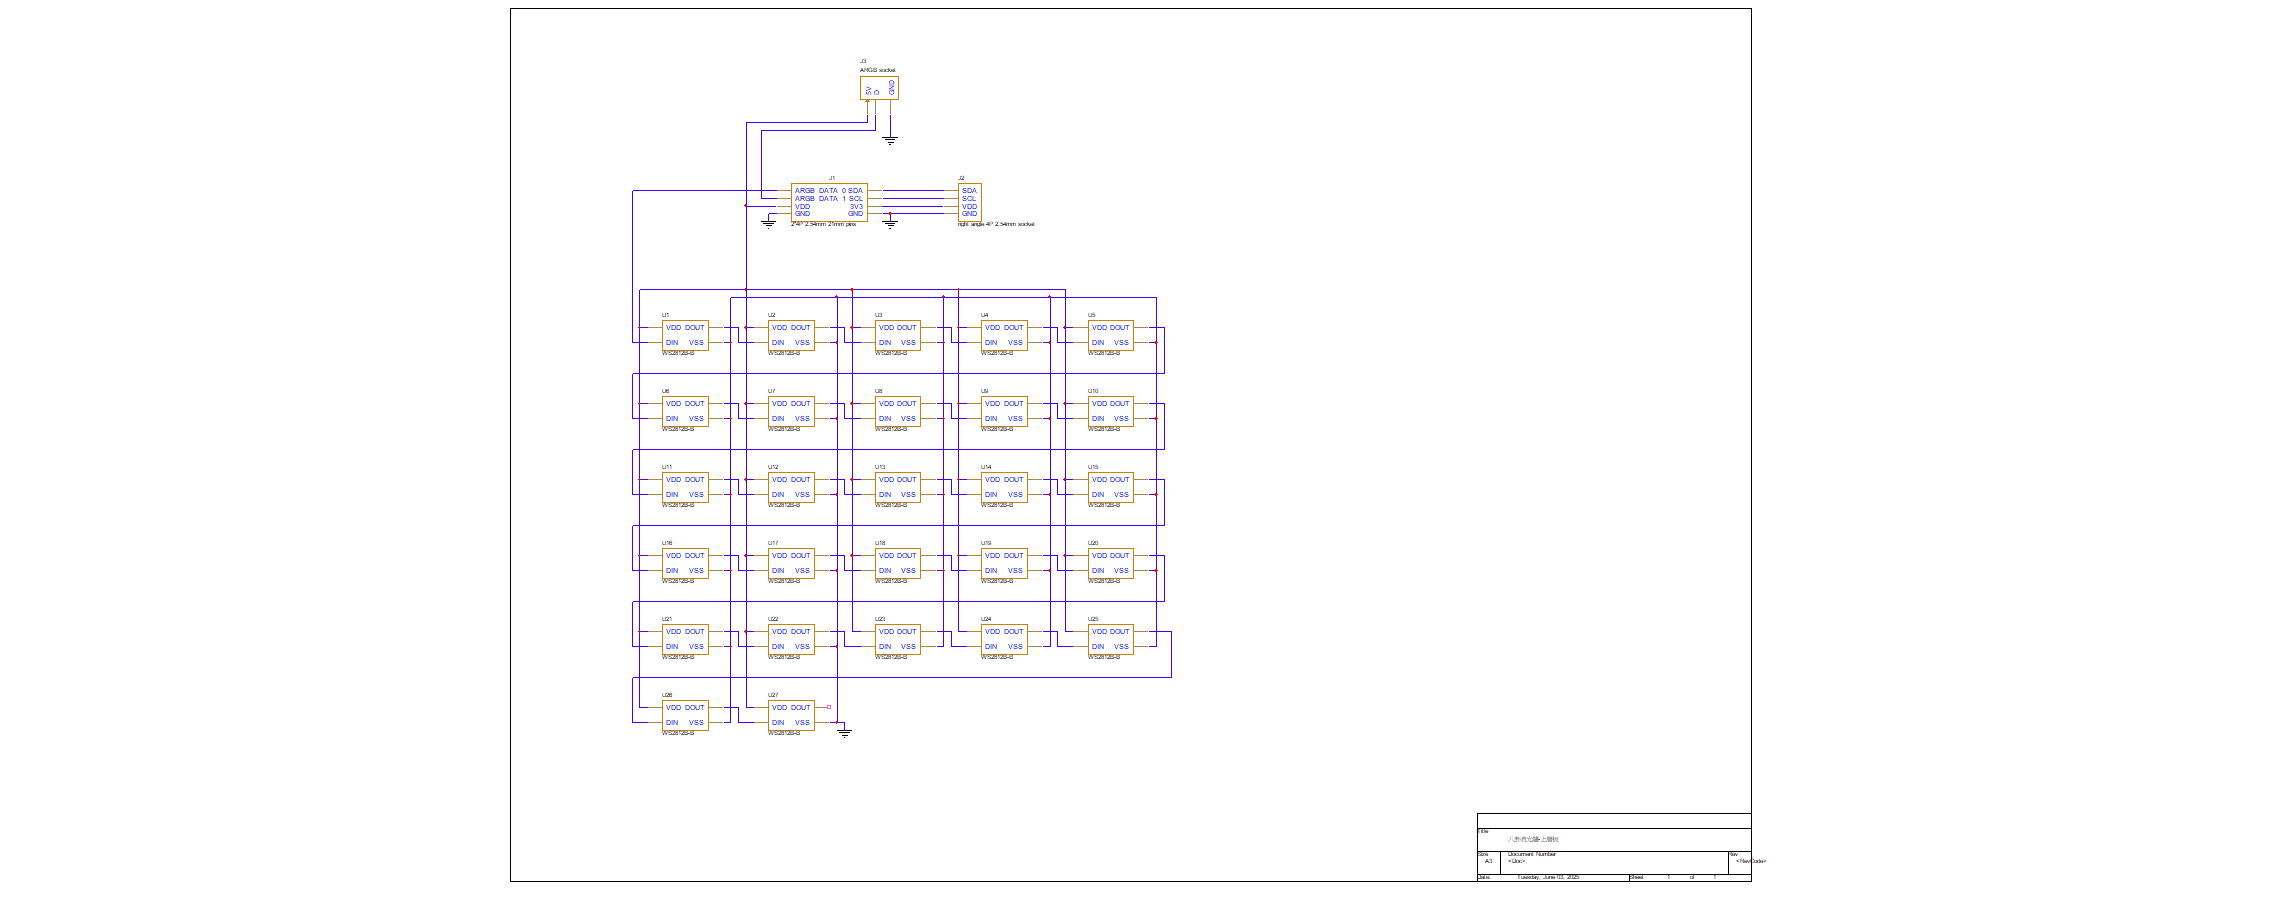 J3
ARGB socket
5V D GND
J1 J2
ARGB DATA 0 SDA SDA
ARGB DATA 1 SCL SCL
VDD 3V3 VDD
GND GND GND
2*4P 2.54mm 21mm pins right angle 4P 2.54mm socket
U1 U2 U3 U4 U5
VDD DOUT VDD DOUT VDD DOUT VDD DOUT VDD DOUT
DIN VSS DIN VSS DIN VSS DIN VSS DIN VSS
WS2812B-B WS2812B-B WS2812B-B WS2812B-B WS2812B-B
U6 U7 U8 U9 U10
VDD DOUT VDD DOUT VDD DOUT VDD DOUT VDD DOUT
DIN VSS DIN VSS DIN VSS DIN VSS DIN VSS
WS2812B-B WS2812B-B WS2812B-B WS2812B-B WS2812B-B
U11 U12 U13 U14 U15
VDD DOUT VDD DOUT VDD DOUT VDD DOUT VDD DOUT
DIN VSS DIN VSS DIN VSS DIN VSS DIN VSS
WS2812B-B WS2812B-B WS2812B-B WS2812B-B WS2812B-B
U16 U17 U18 U19 U20
VDD DOUT VDD DOUT VDD DOUT VDD DOUT VDD DOUT
DIN VSS DIN VSS DIN VSS DIN VSS DIN VSS
WS2812B-B WS2812B-B WS2812B-B WS2812B-B WS2812B-B
U21 U22 U23 U24 U25
VDD DOUT VDD DOUT VDD DOUT VDD DOUT VDD DOUT
DIN VSS DIN VSS DIN VSS DIN VSS DIN VSS
WS2812B-B WS2812B-B WS2812B-B WS2812B-B WS2812B-B
U26 U27
VDD DOUT VDD DOUT
DIN VSS DIN VSS
WS2812B-B WS2812B-B
Title
Size Document Number Rev
A3 <Doc> <RevCode>
Date: Tuesday, June 03, 2025 Sheet 1 of 1